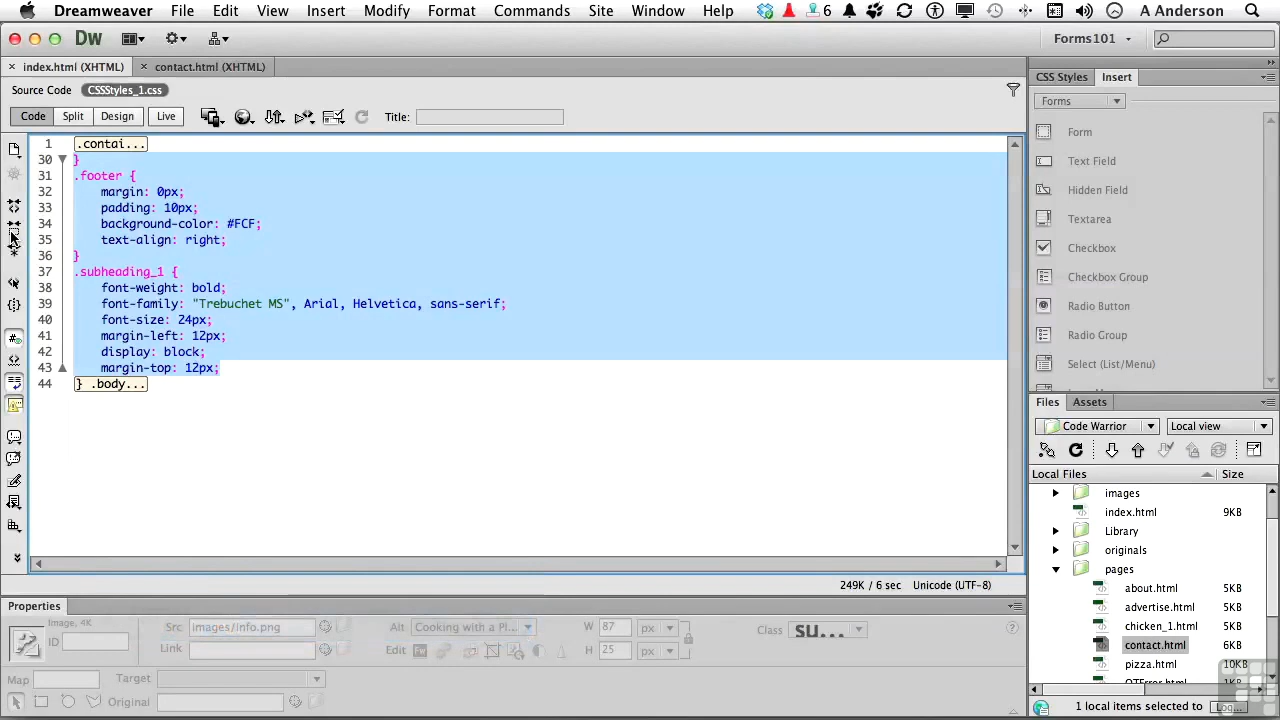 Dreamweaver File Edit View Insert Modify Format Commands Site Window Help 6 A Anderson
Dw Forms101
index.html (XHTML) contact.html (XHTML)
Source Code CSSStyles_1.css
Code Split Design Live Title:
1 .contai...
30 }
31 .footer {
32 margin: 0px;
33 padding: 10px;
34 background-color: #FCF;
35 text-align: right;
36 }
37 .subheading_1 {
38 font-weight: bold;
39 font-family: "Trebuchet MS", Arial, Helvetica, sans-serif;
40 font-size: 24px;
41 margin-left: 12px;
42 display: block;
43 margin-top: 12px;
44 } .body...
249K / 6 sec Unicode (UTF-8)
CSS Styles Insert
Forms
Form
Text Field
Hidden Field
Textarea
Checkbox
Checkbox Group
Radio Button
Radio Group
Select (List/Menu)
Files Assets
Code Warrior Local view
Local Files Size
images
index.html 9KB
Library
originals
pages
about.html 5KB
advertise.html 5KB
chicken_1.html 5KB
contact.html 6KB
pizza.html 10KB
1 local items selected to Log...
Properties
Image, 4K Src images/info.png Alt Cooking with a Pl... W 87 px Class su...
ID Link Edit H 25 px
Map Target
Original